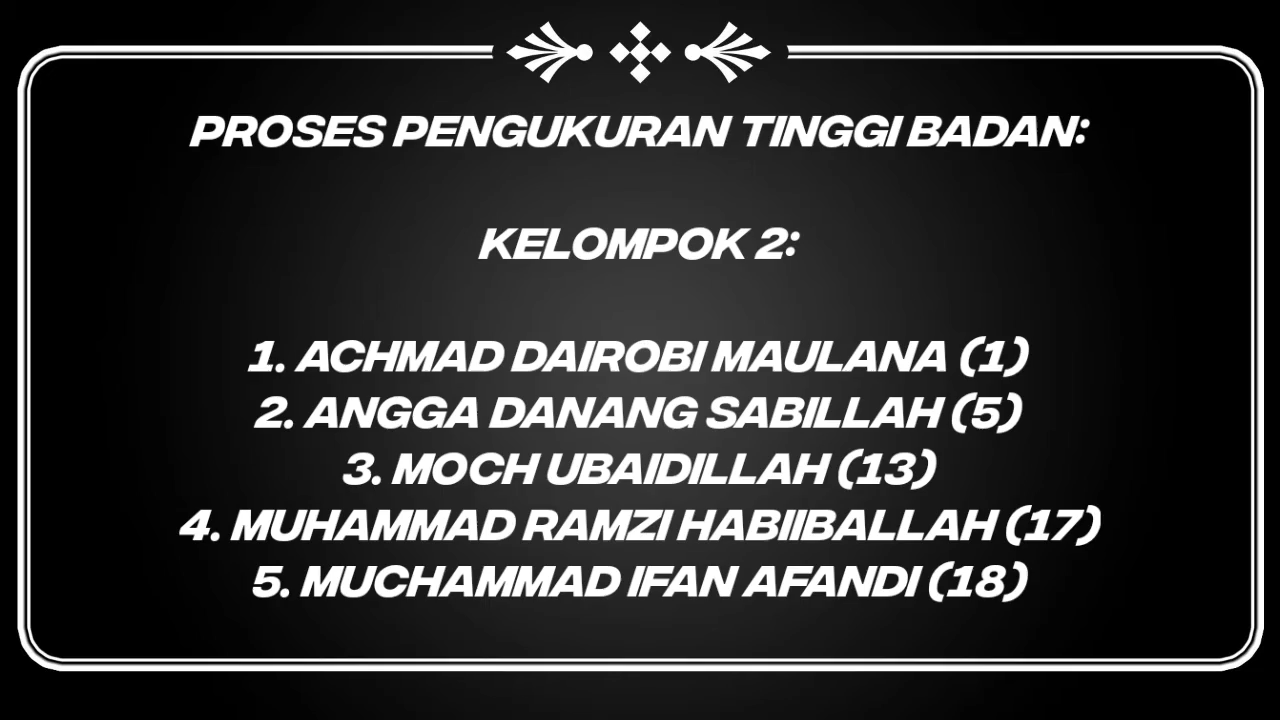 PROSES PENGUKURAN TINGGI BADAN:
KELOMPOK 2:
1. ACHMAD DAIROBI MAULANA (1)
2. ANGGA DANANG SABILLAH (5)
3. MOCH UBAIDILLAH (13)
4. MUHAMMAD RAMZI HABIIBALLAH (17)
5. MUCHAMMAD IFAN AFANDI (18)